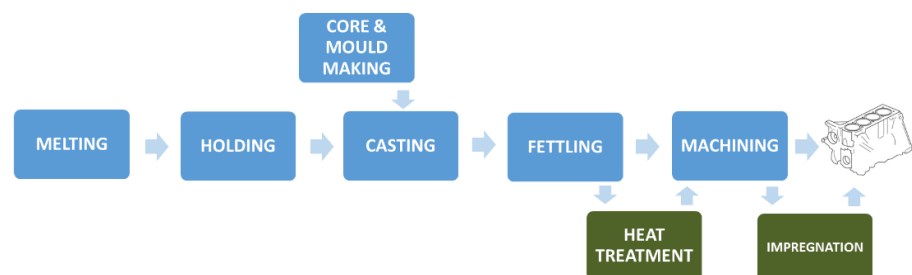 CORE &
MOULD
MAKING
MELTING
HOLDING
CASTING
FETTLING
MACHINING
HEAT
TREATMENT
IMPREGNATION